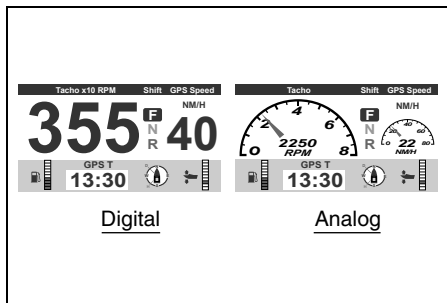 Tacho x10 RPM Shift GPS Speed
NM/H
355 F N R 40
GPS T
13:30
Digital
Tacho Shift GPS Speed
NM/H
0 2 4 6 8
2250
RPM
F
N
R
0 20 40 60 80
22
NM/H
GPS T
13:30
Analog